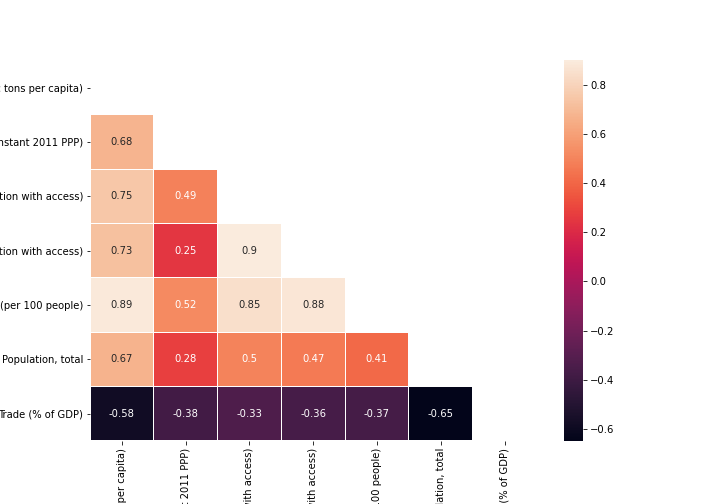 tons per capita)
nstant 2011 PPP)
tion with access)
tion with access)
(per 100 people)
Population, total
Trade (% of GDP)
0.68
0.75 0.49
0.73 0.25 0.9
0.89 0.52 0.85 0.88
0.67 0.28 0.5 0.47 0.41
-0.58 -0.38 -0.33 -0.36 -0.37 -0.65
per capita)
2011 PPP)
with access)
with access)
00 people)
ation, total
(% of GDP)
0.8
0.6
0.4
0.2
0.0
−0.2
−0.4
−0.6